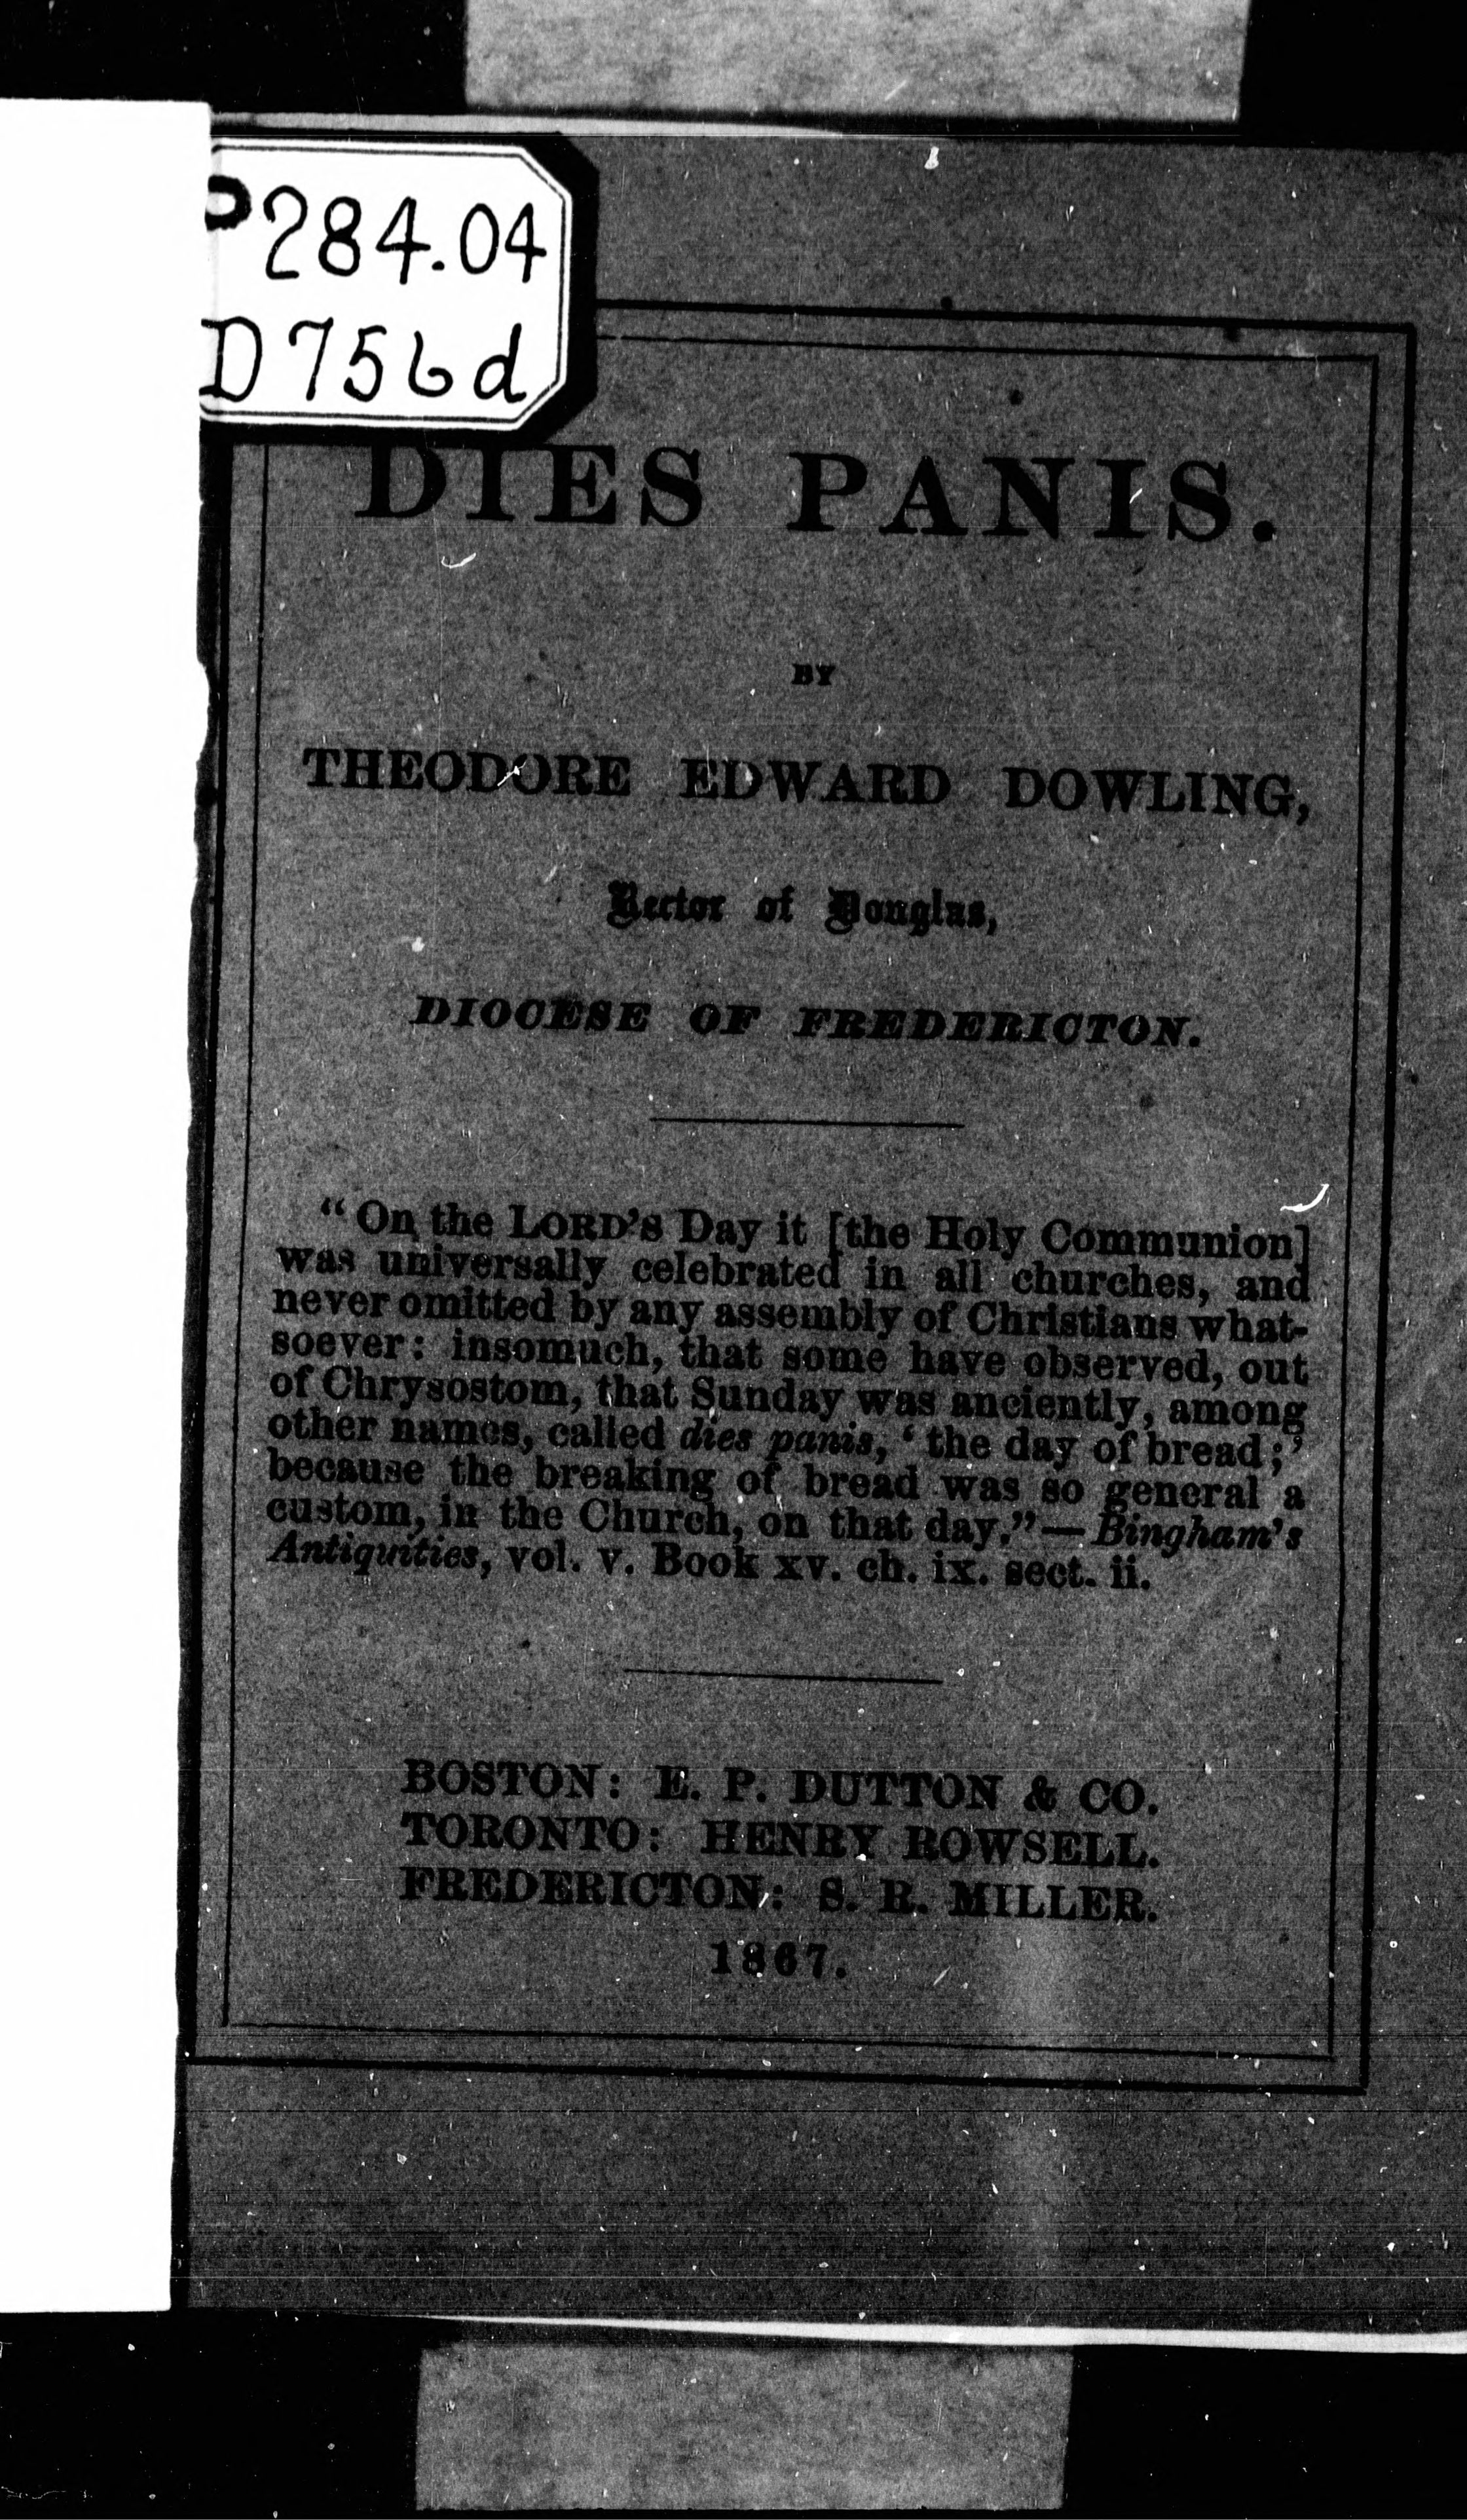 P284.04
D756d
DIES PANIS.
BY
THEODORE EDWARD DOWLING,
Rector of Douglas,
DIOCESE OF FREDERICTON.
“On the LORD’S Day it [the Holy Communion]
was universally celebrated in all churches, and
never omitted by any assembly of Christians what-
soever: insomuch, that some have observed, out
of Chrysostom, that Sunday was anciently, among
other names, called dies panis, ‘the day of bread;’
because the breaking of bread was so general a
custom, in the Church, on that day.”—Bingham’s
Antiquities, vol. v. Book xv. ch. ix. sect. ii.
BOSTON: E. P. DUTTON & CO.
TORONTO: HENRY ROWSELL.
FREDERICTON: S. R. MILLER.
1867.